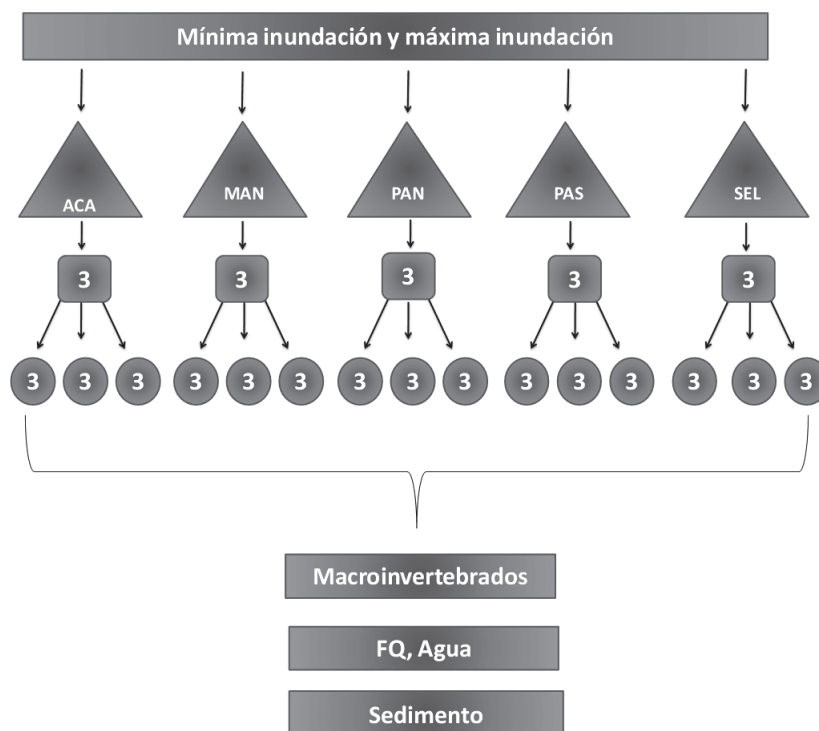 Mínima inundación y máxima inundación
ACA MAN PAN PAS SEL
3 3 3 3 3
3 3 3 3 3 3 3 3 3 3 3 3 3 3 3
Macroinvertebrados
FQ, Agua
Sedimento